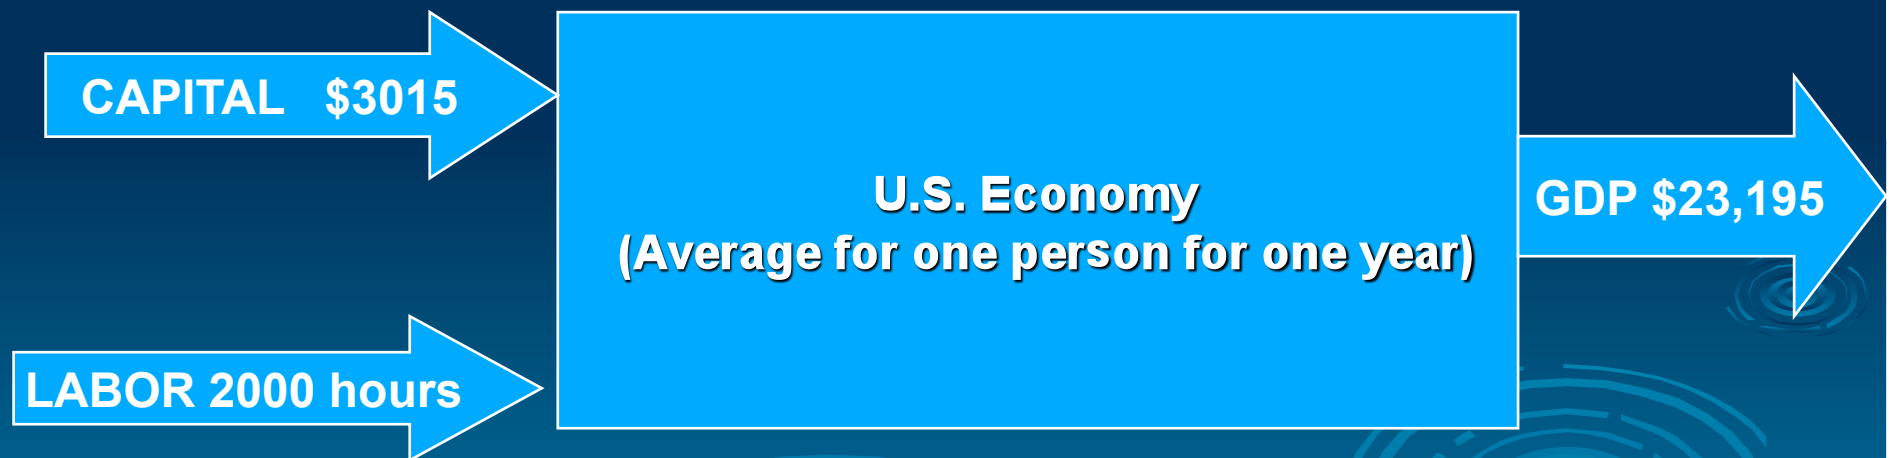 CAPITAL $3015
U.S. Economy
(Average for one person for one year)
GDP $23,195
LABOR 2000 hours